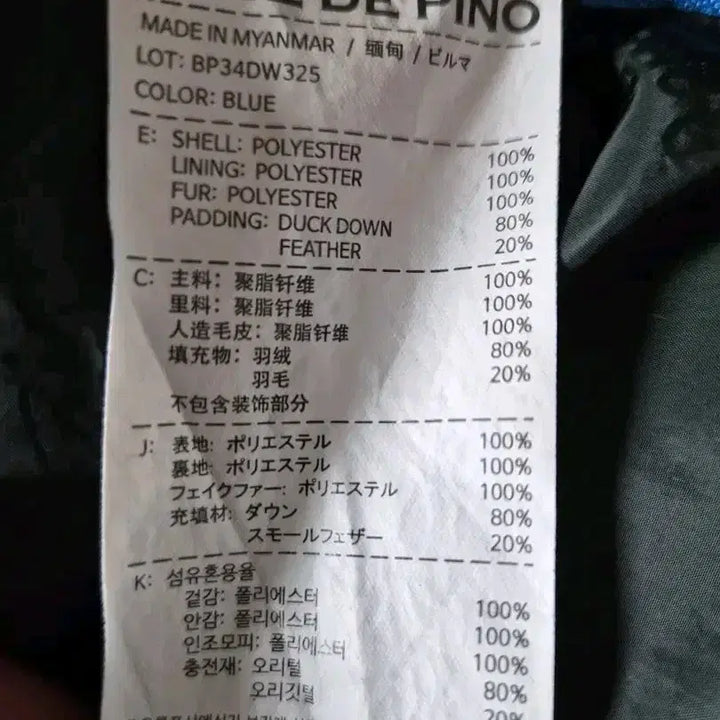 DE PINO
MADE IN MYANMAR / 缅甸 / ビルマ
LOT: BP34DW325
COLOR: BLUE
E: SHELL: POLYESTER 100%
LINING: POLYESTER 100%
FUR: POLYESTER 100%
PADDING: DUCK DOWN 80%
FEATHER 20%
C: 主料: 聚脂钎维 100%
里料: 聚脂钎维 100%
人造毛皮: 聚脂钎维 100%
填充物: 羽绒 80%
羽毛 20%
不包含装饰部分
J: 表地: ポリエステル 100%
裏地: ポリエステル 100%
フェイクファー: ポリエステル 100%
充填材: ダウン 80%
スモールフェザー 20%
K: 섬유혼용율
겉감: 폴리에스터 100%
안감: 폴리에스터 100%
인조모피: 폴리에스터 100%
충전재: 오리털 80%
오리깃털 20%